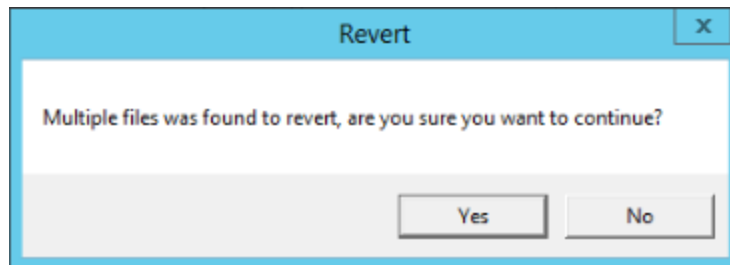 Revert
x
Multiple files was found to revert, are you sure you want to continue?
Yes No